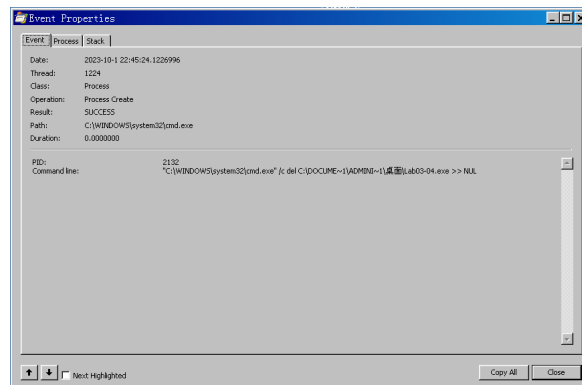 Event Properties
Event Process Stack
Date: 2023-10-1 22:45:24.1226996
Thread: 1224
Class: Process
Operation: Process Create
Result: SUCCESS
Path: C:\WINDOWS\system32\cmd.exe
Duration: 0.0000000
PID: 2132
Command line: "C:\WINDOWS\system32\cmd.exe" /c del C:\DOCUME~1\ADMINI~1\桌面\Lab03-04.exe >> NUL
Next Highlighted Copy All Close